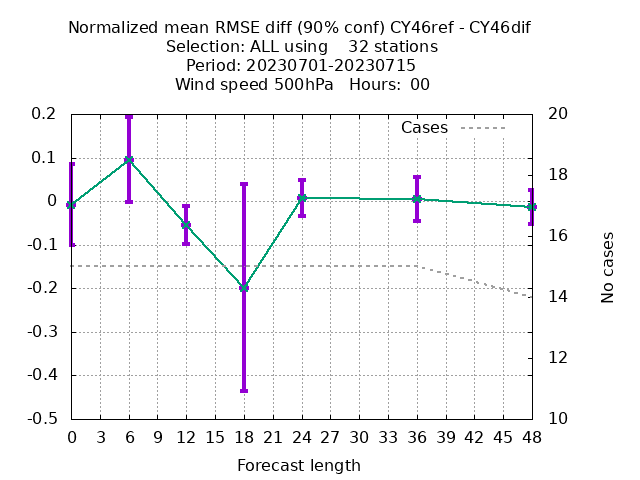 Normalized mean RMSE diff (90% conf) CY46ref - CY46dif
Selection: ALL using    32 stations
Period: 20230701-20230715
Wind speed 500hPa   Hours:  00
Cases
0.2
0.1
0
-0.1
-0.2
-0.3
-0.4
-0.5
20
18
16
14
12
10
No cases
0 3 6 9 12 15 18 21 24 27 30 33 36 39 42 45 48
Forecast length